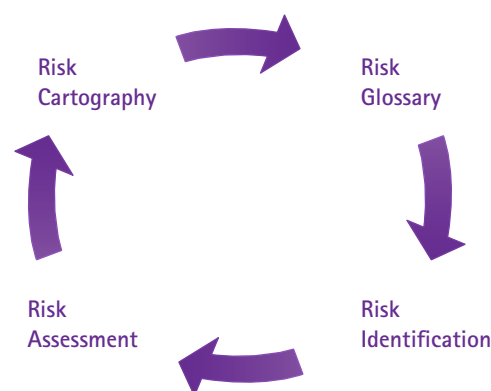 Risk
Cartography
Risk
Glossary
Risk
Assessment
Risk
Identification